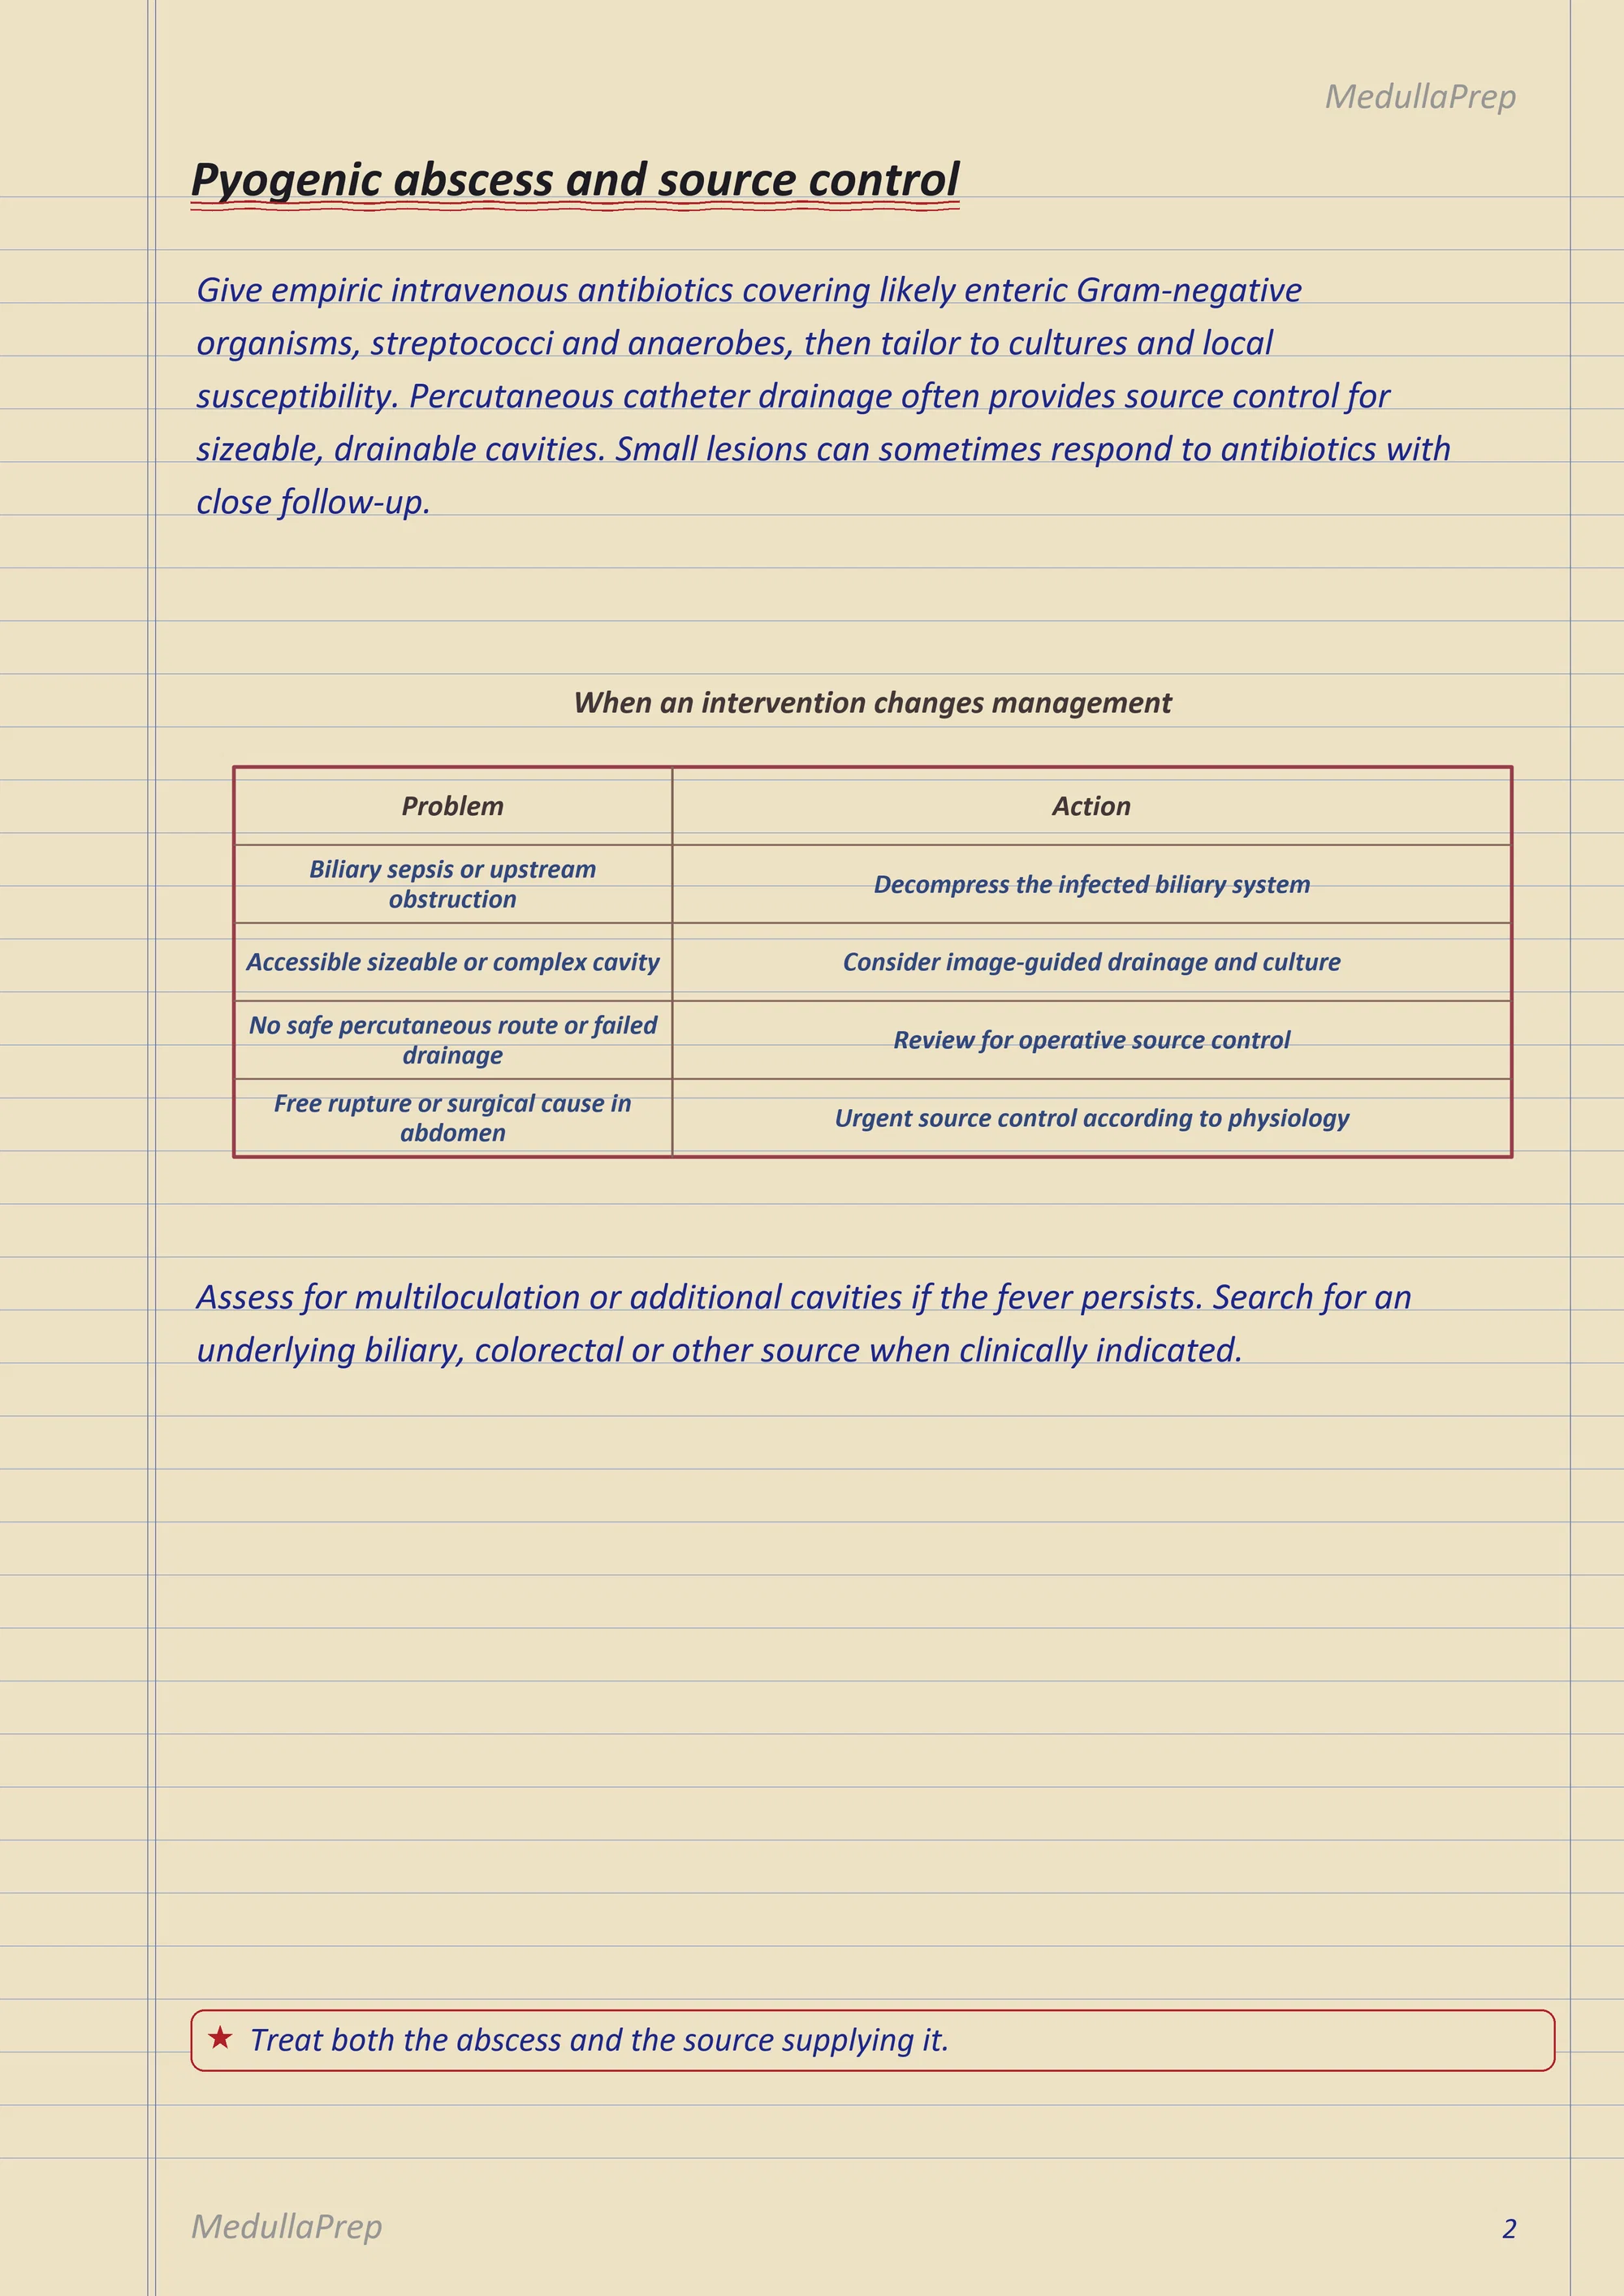 MedullaPrep
Pyogenic abscess and source control
Give empiric intravenous antibiotics covering likely enteric Gram-negative
organisms, streptococci and anaerobes, then tailor to cultures and local
susceptibility. Percutaneous catheter drainage often provides source control for
sizeable, drainable cavities. Small lesions can sometimes respond to antibiotics with
close follow-up.
When an intervention changes management
Problem Action
Biliary sepsis or upstream
obstruction
Decompress the infected biliary system
Accessible sizeable or complex cavity Consider image-guided drainage and culture
No safe percutaneous route or failed
drainage
Review for operative source control
Free rupture or surgical cause in
abdomen
Urgent source control according to physiology
Assess for multiloculation or additional cavities if the fever persists. Search for an
underlying biliary, colorectal or other source when clinically indicated.
★ Treat both the abscess and the source supplying it.
MedullaPrep 2